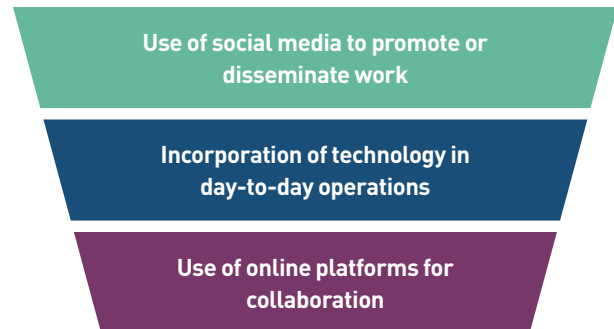 Use of social media to promote or
disseminate work
Incorporation of technology in
day-to-day operations
Use of online platforms for
collaboration